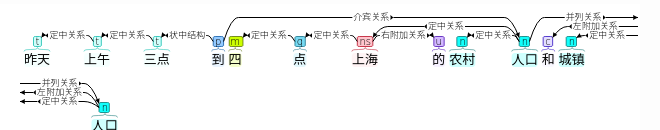 介宾关系 并列关系
定中关系 左附加关系
定中关系 定中关系 状中结构 定中关系 定中关系 右附加关系 定中关系 定中关系
t t t p m q ns u n n c n
昨天 上午 三点 到 四 点 上海 的 农村 人口 和 城镇
并列关系
左附加关系
定中关系
n
人口